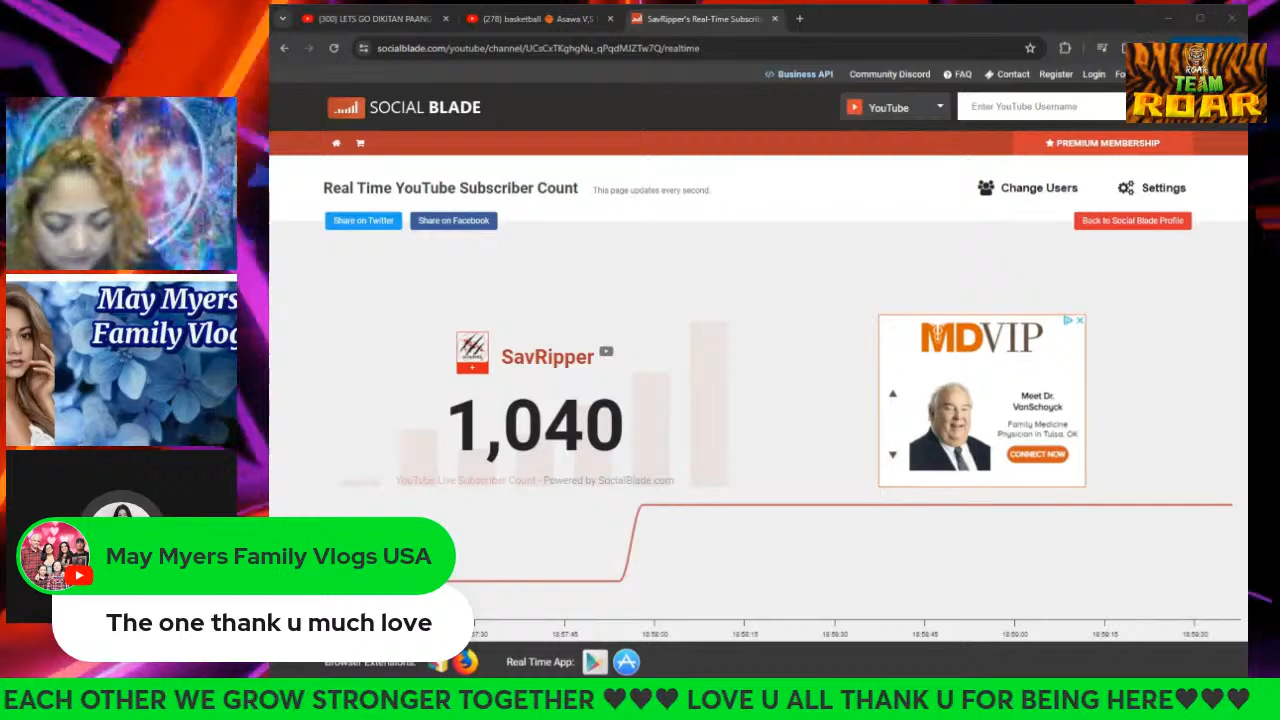 (300) LETS GO DIKITAN PAANG
(278) basketball 🏀 Asawa V,S
SavRipper's Real-Time Subscrib
socialblade.com/youtube/channel/UCsCxTKghgNu_qPqdMJZTw7Q/realtime
Business API
Community Discord
FAQ
Contact
Register
Login
ROAR
TEAM
ROAR
SOCIAL BLADE
YouTube
Enter YouTube Username
PREMIUM MEMBERSHIP
Real Time YouTube Subscriber Count
This page updates every second.
Change Users
Settings
Share on Twitter
Share on Facebook
Back to Social Blade Profile
May Myers
Family Vlog
SavRipper
1,040
YouTube Live Subscriber Count - Powered by SocialBlade.com
MDVIP
Meet Dr.
VanSchoyck
Family Medicine
Physician in Tulsa, OK
CONNECT NOW
May Myers Family Vlogs USA
The one thank u much love
18:57:45
18:58:00
18:58:15
18:58:30
18:58:45
18:59:00
18:59:15
18:59:30
Browser Extensions:
Real Time App:
EACH OTHER WE GROW STRONGER TOGETHER ♥♥♥ LOVE U ALL THANK U FOR BEING HERE♥♥♥